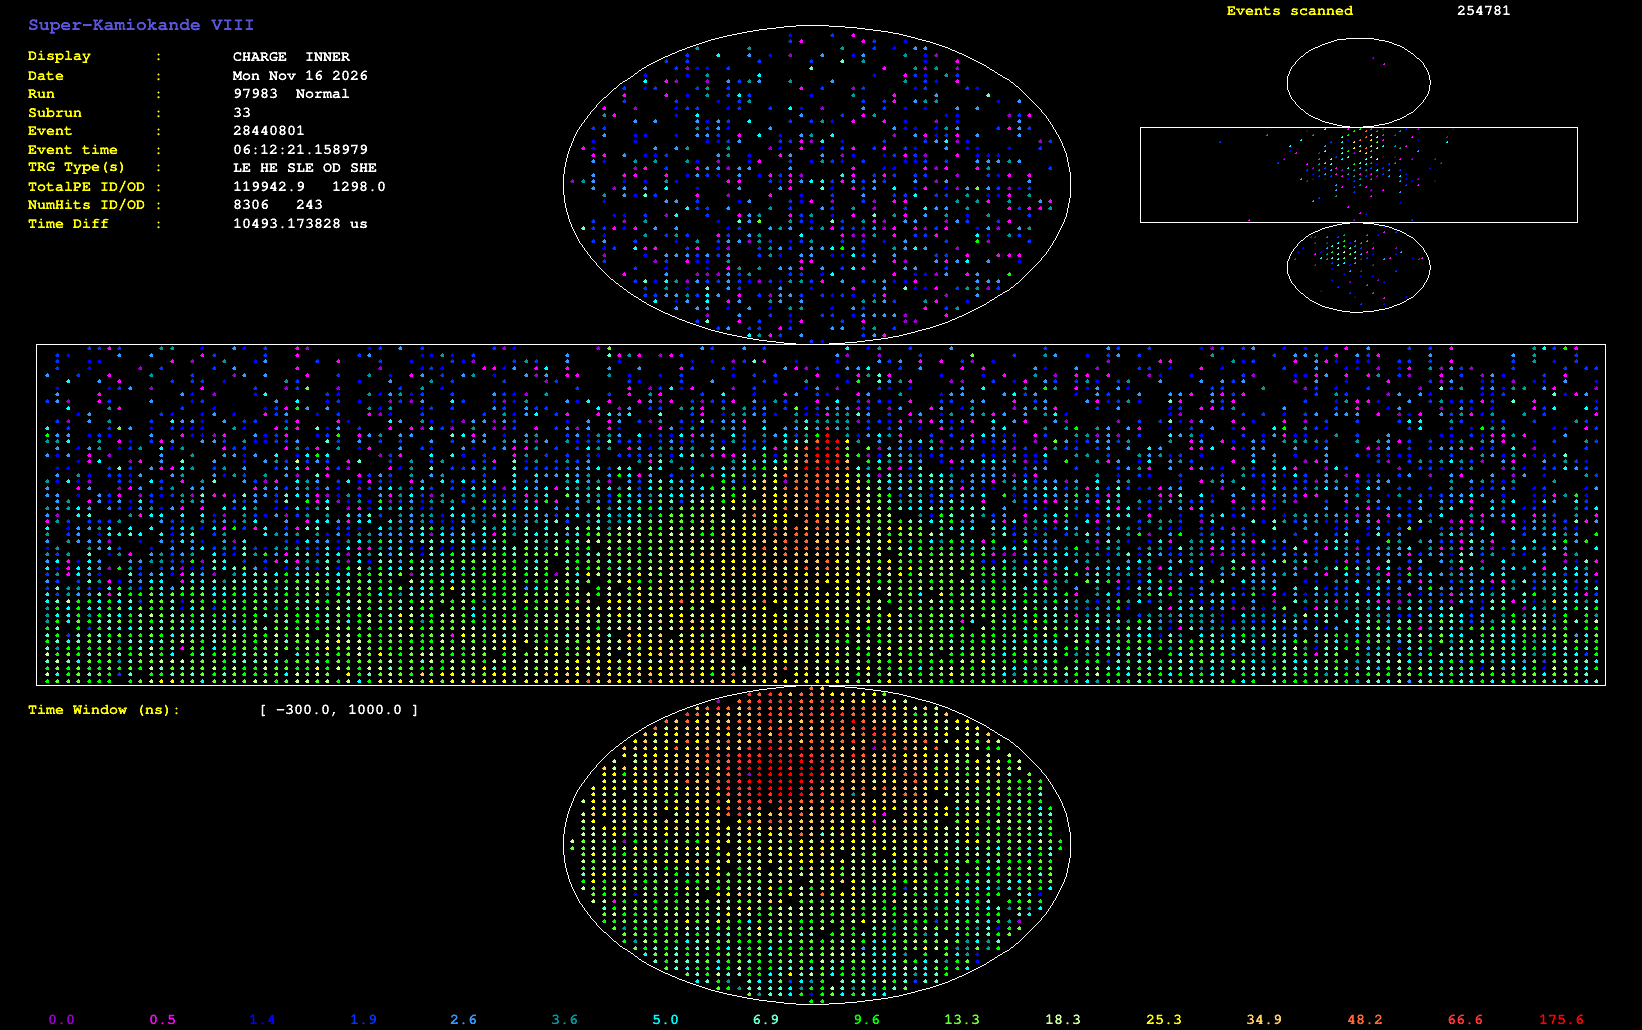 Super-Kamiokande VIII
Events scanned 254781
Display : CHARGE INNER
Date : Mon Nov 16 2026
Run : 97983 Normal
Subrun : 33
Event : 28440801
Event time : 06:12:21.158979
TRG Type(s) : LE HE SLE OD SHE
TotalPE ID/OD : 119942.9 1298.0
NumHits ID/OD : 8306 243
Time Diff : 10493.173828 us
Time Window (ns): [ -300.0, 1000.0 ]
0.0 0.5 1.4 1.9 2.6 3.6 5.0 6.9 9.6 13.3 18.3 25.3 34.9 48.2 66.6 175.6